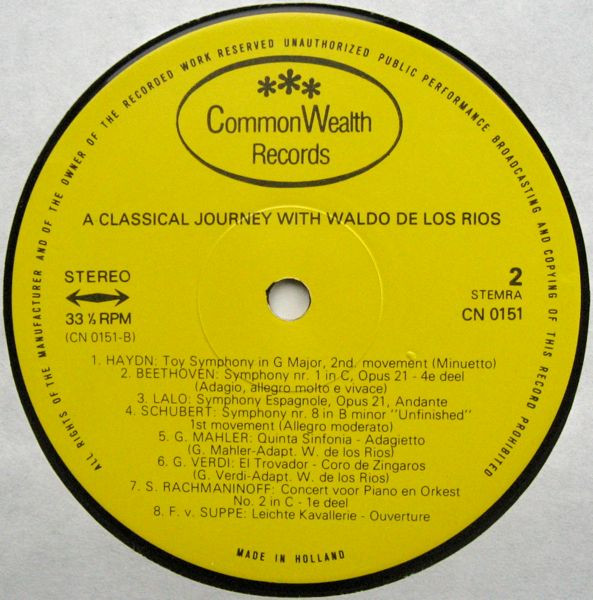 ALL RIGHTS OF THE MANUFACTURER AND OF THE OWNER OF THE RECORDED WORK RESERVED UNAUTHORIZED PUBLIC PERFORMANCE BROADCASTING AND COPYING OF THIS RECORD PROHIBITED
CommonWealth
Records
A CLASSICAL JOURNEY WITH WALDO DE LOS RIOS
STEREO
33 ⅓ RPM
(CN 0151-B)
2
STEMRA
CN 0151
1. HAYDN: Toy Symphony in G Major, 2nd. movement (Minuetto)
2. BEETHOVEN: Symphony nr. 1 in C, Opus 21 - 4e deel
(Adagio, allegro molto e vivace)
3. LALO: Symphony Espagnole, Opus 21, Andante
4. SCHUBERT: Symphony nr. 8 in B minor "Unfinished"
1st movement (Allegro moderato)
5. G. MAHLER: Quinta Sinfonia - Adagietto
(G. Mahler-Adapt. W. de los Rios)
6. G. VERDI: El Trovador - Coro de Zingaros
(G. Verdi-Adapt. W. de los Rios)
7. S. RACHMANINOFF: Concert voor Piano en Orkest
No. 2 in C - 1e deel
8. F. v. SUPPE: Leichte Kavallerie - Ouverture
MADE IN HOLLAND